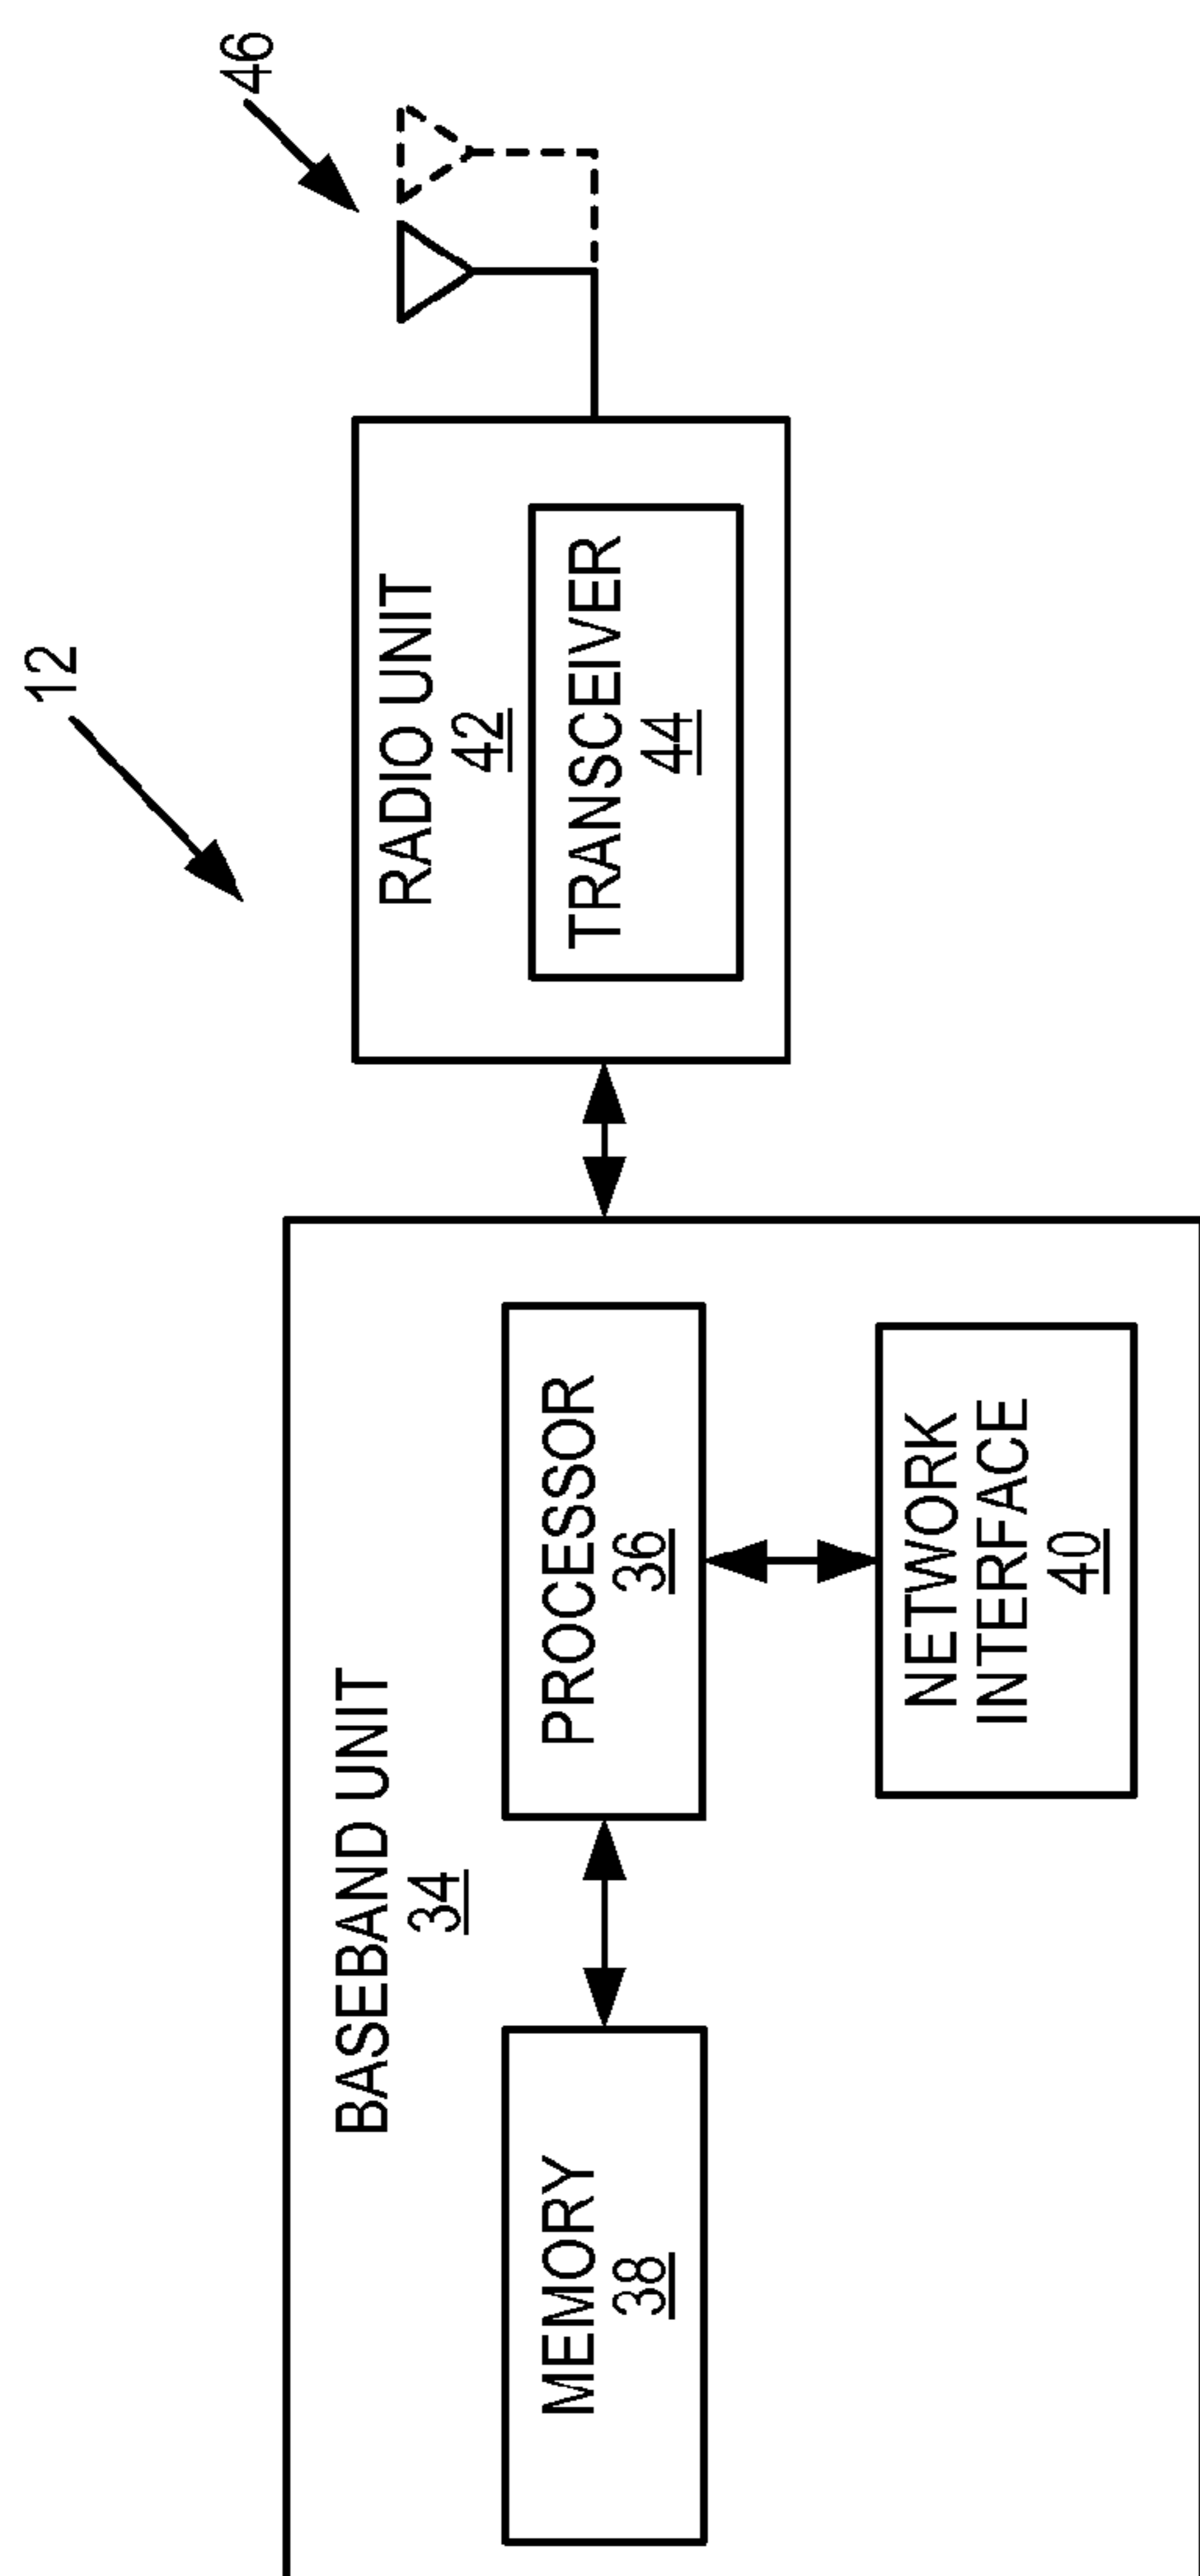 12
46
BASEBAND UNIT
34
MEMORY
38
PROCESSOR
36
NETWORK
INTERFACE
40
RADIO UNIT
42
TRANSCEIVER
44